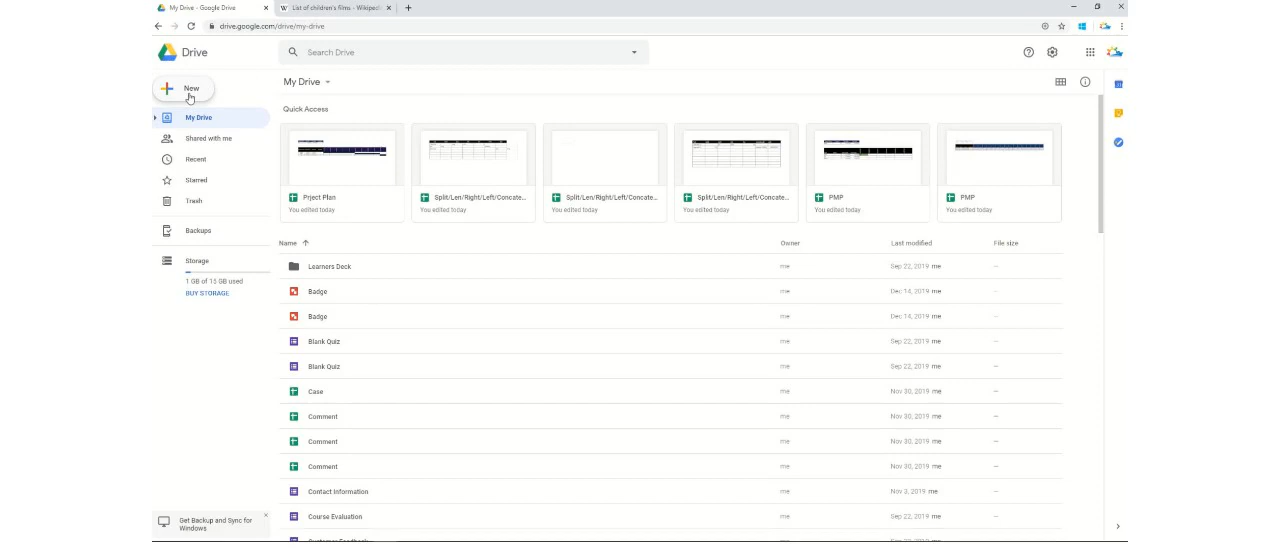 My Drive - Google Drive
List of children's films - Wikipedi
drive.google.com/drive/my-drive
Drive
Search Drive
New
My Drive
My Drive
Shared with me
Recent
Starred
Trash
Backups
Storage
1 GB of 15 GB used
BUY STORAGE
Quick Access
Prject Plan
You edited today
Split/Len/Right/Left/Concate...
You edited today
Split/Len/Right/Left/Concate...
You edited today
Split/Len/Right/Left/Concate...
You edited today
PMP
You edited today
PMP
You edited today
Name Owner Last modified File size
Learners Deck me Sep 22, 2019 me –
Badge me Dec 14, 2019 me –
Badge me Dec 14, 2019 me –
Blank Quiz me Sep 22, 2019 me –
Blank Quiz me Sep 22, 2019 me –
Case me Nov 30, 2019 me –
Comment me Nov 30, 2019 me –
Comment me Nov 30, 2019 me –
Comment me Nov 30, 2019 me –
Contact Information me Nov 3, 2019 me –
Course Evaluation me Sep 22, 2019 me –
Customer Feedback
Get Backup and Sync for
Windows